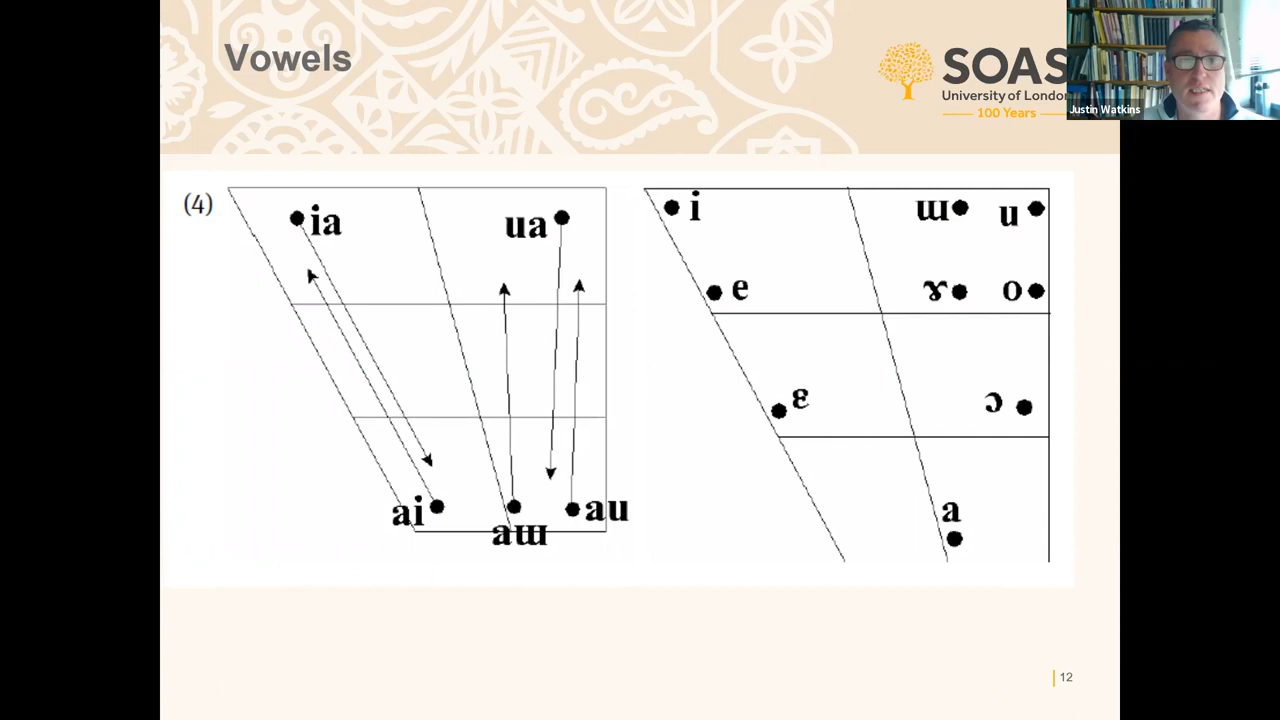 Vowels
SOAS
University of London
100 Years
Justin Watkins
(4)
ia
ua
ai
aɯ
au
i
ɯ
u
e
ɤ
o
ɛ
ɔ
a
12